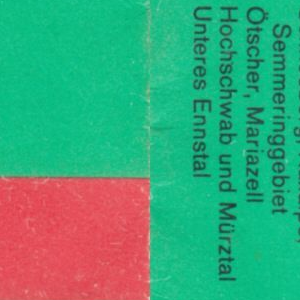 Semmeringgebiet
Ötscher, Mariazell
Hochschwab und Mürztal
Unteres Ennstal